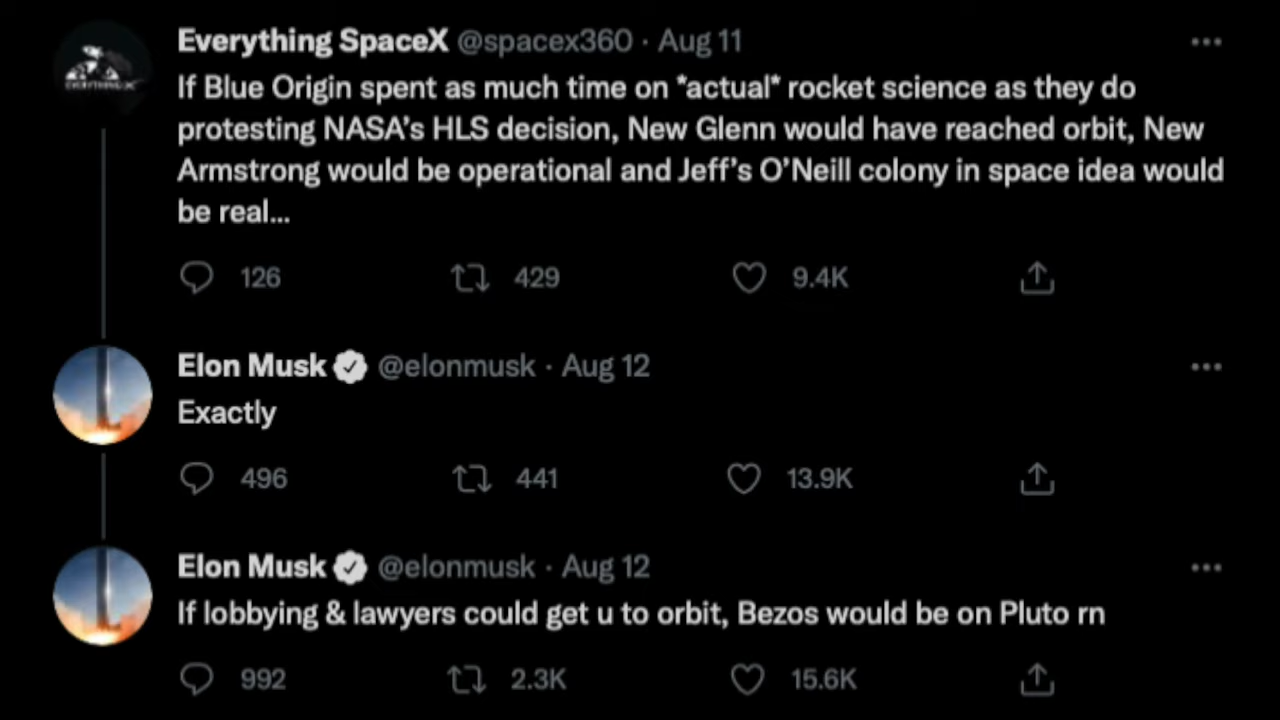 Everything SpaceX @spacex360 · Aug 11
If Blue Origin spent as much time on *actual* rocket science as they do
protesting NASA's HLS decision, New Glenn would have reached orbit, New
Armstrong would be operational and Jeff's O'Neill colony in space idea would
be real...
126 429 9.4K
Elon Musk @elonmusk · Aug 12
Exactly
496 441 13.9K
Elon Musk @elonmusk · Aug 12
If lobbying & lawyers could get u to orbit, Bezos would be on Pluto rn
992 2.3K 15.6K